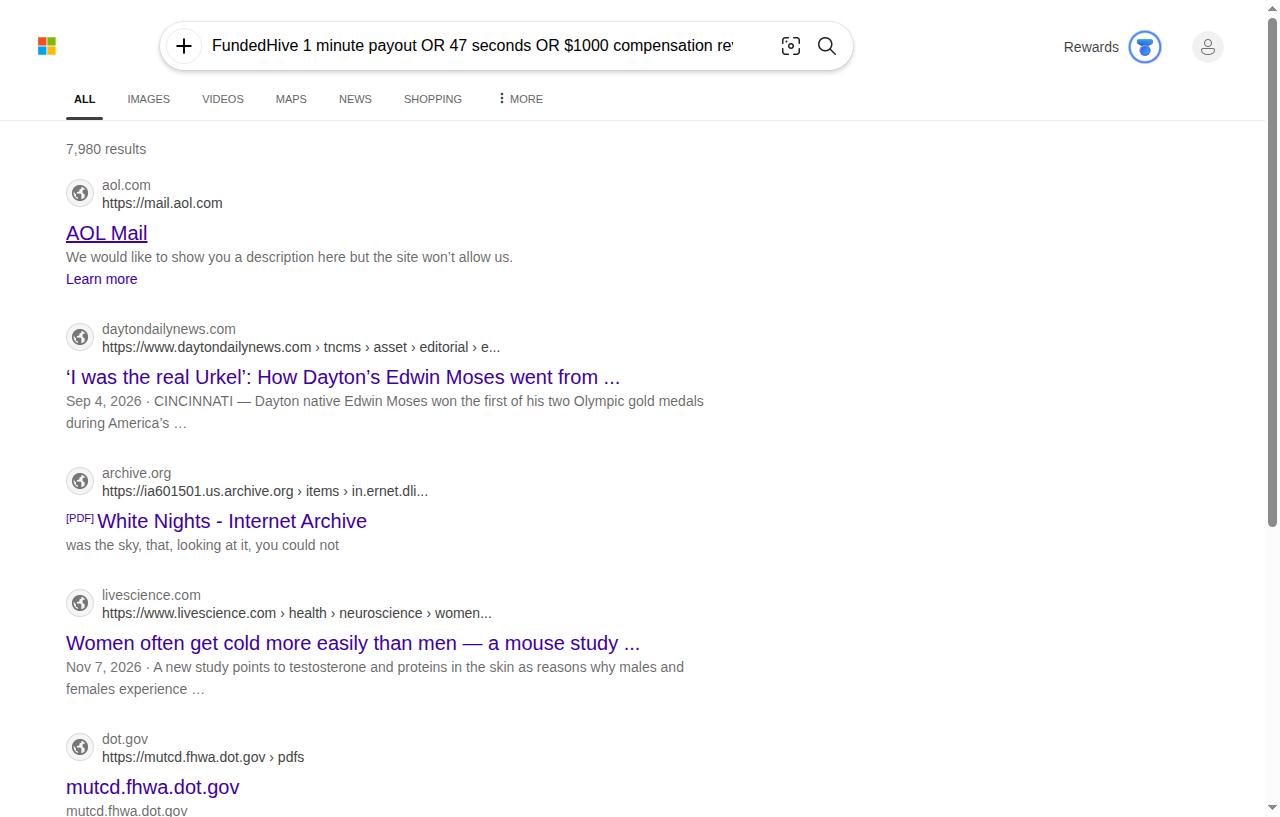 FundedHive 1 minute payout OR 47 seconds OR $1000 compensation re
Rewards
ALL IMAGES VIDEOS MAPS NEWS SHOPPING MORE
7,980 results
aol.com
https://mail.aol.com
AOL Mail
We would like to show you a description here but the site won’t allow us.
Learn more
daytondailynews.com
https://www.daytondailynews.com › tncms › asset › editorial › e...
‘I was the real Urkel’: How Dayton’s Edwin Moses went from ...
Sep 4, 2026 · CINCINNATI — Dayton native Edwin Moses won the first of his two Olympic gold medals
during America’s …
archive.org
https://ia601501.us.archive.org › items › in.ernet.dli...
[PDF] White Nights - Internet Archive
was the sky, that, looking at it, you could not
livescience.com
https://www.livescience.com › health › neuroscience › women...
Women often get cold more easily than men — a mouse study ...
Nov 7, 2026 · A new study points to testosterone and proteins in the skin as reasons why males and
females experience …
dot.gov
https://mutcd.fhwa.dot.gov › pdfs
mutcd.fhwa.dot.gov
mutcd.fhwa.dot.gov